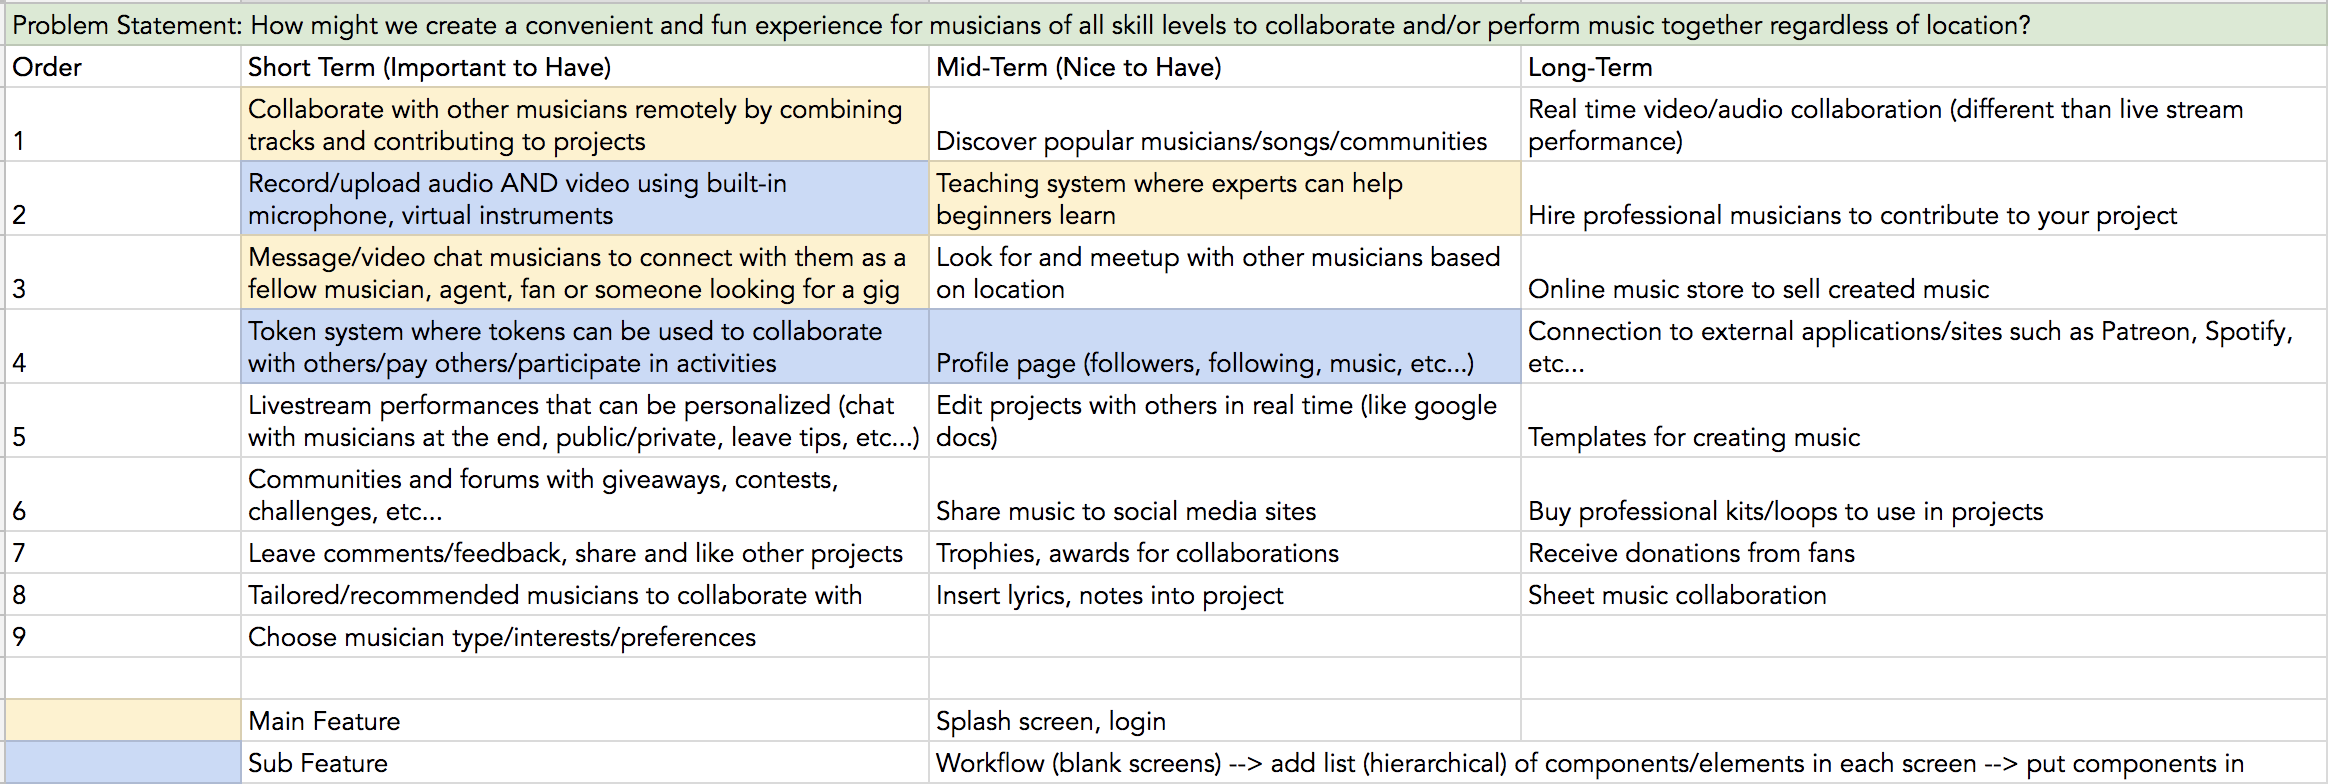 Problem Statement: How might we create a convenient and fun experience for musicians of all skill levels to collaborate and/or perform music together regardless of location?
Order
Short Term (Important to Have)
Mid-Term (Nice to Have)
Long-Term
1
Collaborate with other musicians remotely by combining
tracks and contributing to projects
Discover popular musicians/songs/communities
Real time video/audio collaboration (different than live stream
performance)
2
Record/upload audio AND video using built-in
microphone, virtual instruments
Teaching system where experts can help
beginners learn
Hire professional musicians to contribute to your project
3
Message/video chat musicians to connect with them as a
fellow musician, agent, fan or someone looking for a gig
Look for and meetup with other musicians based
on location
Online music store to sell created music
4
Token system where tokens can be used to collaborate
with others/pay others/participate in activities
Profile page (followers, following, music, etc...)
Connection to external applications/sites such as Patreon, Spotify,
etc...
5
Livestream performances that can be personalized (chat
with musicians at the end, public/private, leave tips, etc...)
Edit projects with others in real time (like google
docs)
Templates for creating music
6
Communities and forums with giveaways, contests,
challenges, etc...
Share music to social media sites
Buy professional kits/loops to use in projects
7
Leave comments/feedback, share and like other projects
Trophies, awards for collaborations
Receive donations from fans
8
Tailored/recommended musicians to collaborate with
Insert lyrics, notes into project
Sheet music collaboration
9
Choose musician type/interests/preferences
Main Feature
Splash screen, login
Sub Feature
Workflow (blank screens) --> add list (hierarchical) of components/elements in each screen --> put components in